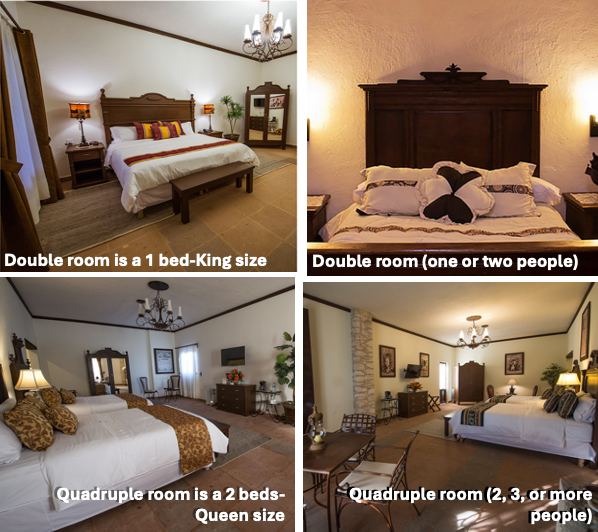 Double room is a 1 bed-King size
Double room (one or two people)
Quadruple room is a 2 beds-
Queen size
Quadruple room (2, 3, or more
people)